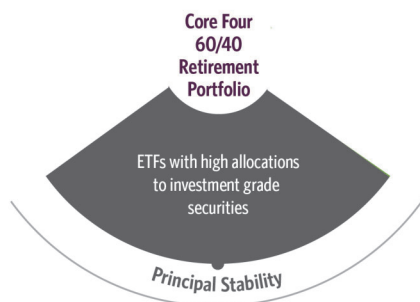 Core Four
60/40
Retirement
Portfolio
ETFs with high allocations
to investment grade
securities
Principal Stability